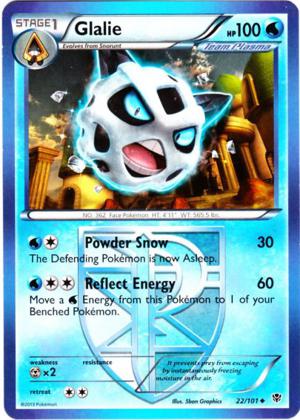 STAGE1
Glalie
HP100
Evolves from Snorunt
Team Plasma
NO. 362 Face Pokémon HT. 4'11" WT. 565.5 lbs.
Powder Snow 30
The Defending Pokémon is now Asleep.
Reflect Energy 60
Move a Energy from this Pokémon to 1 of your
Benched Pokémon.
weakness resistance
×2
It prevents prey from escaping
by instantaneously freezing
moisture in the air.
retreat
Illus. 5ban Graphics
22/101
©2013 Pokémon